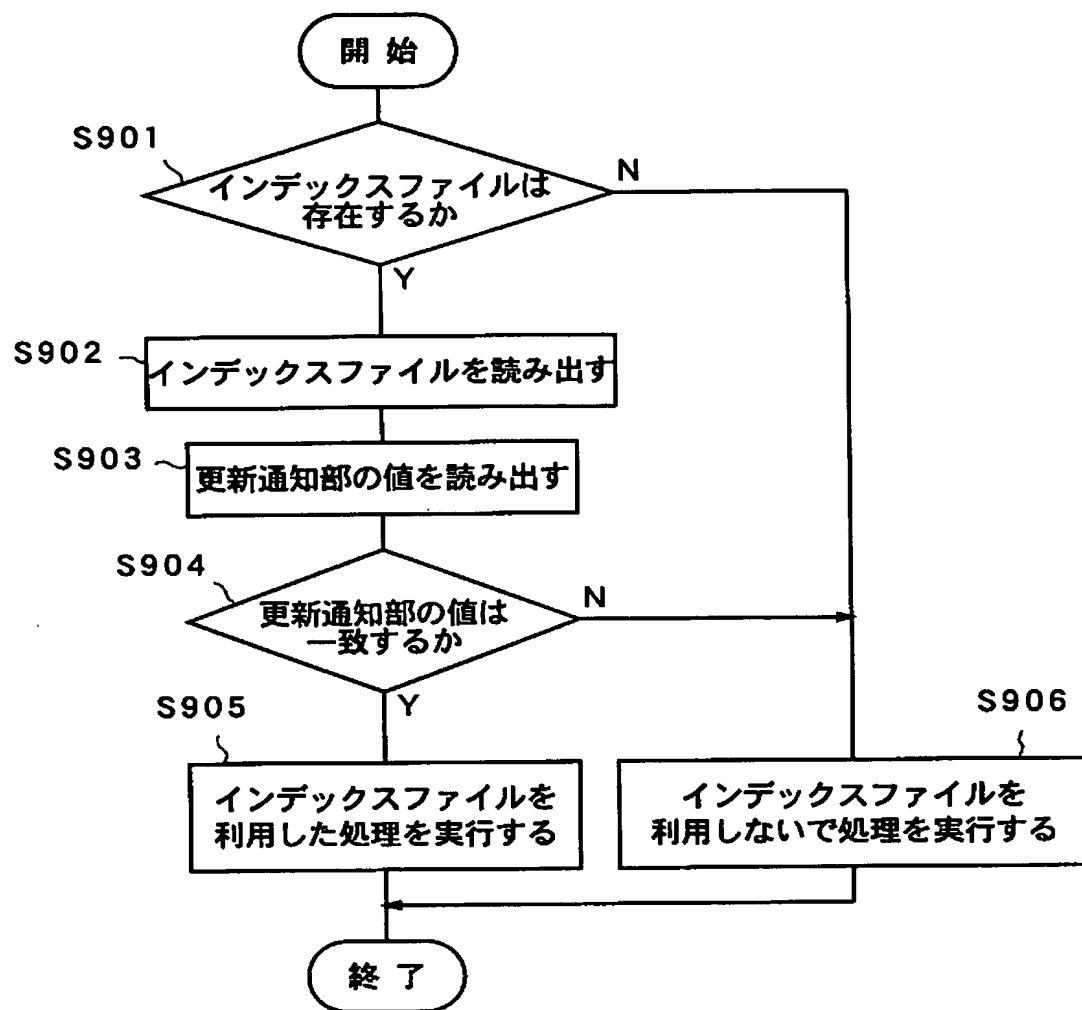 開始
S901
インデックスファイルは
存在するか
N
Y
S902
インデックスファイルを読み出す
S903
更新通知部の値を読み出す
S904
更新通知部の値は
一致するか
N
Y
S905
インデックスファイルを
利用した処理を実行する
S906
インデックスファイルを
利用しないで処理を実行する
終了